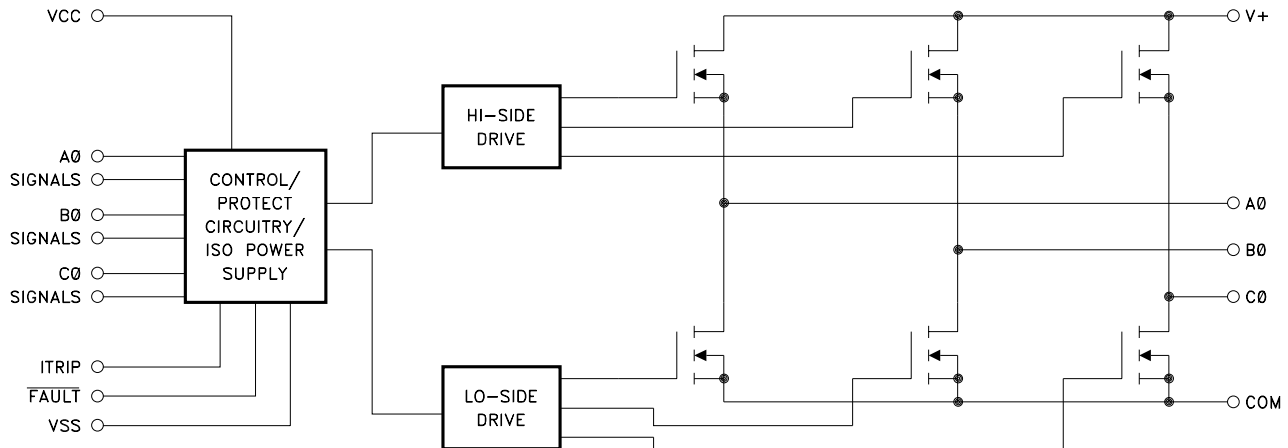 VCC
V+
HI-SIDE
DRIVE
AØ
SIGNALS
BØ
SIGNALS
CØ
SIGNALS
CONTROL/
PROTECT
CIRCUITRY/
ISO POWER
SUPPLY
AØ
BØ
CØ
ITRIP
FAULT
VSS
LO-SIDE
DRIVE
COM